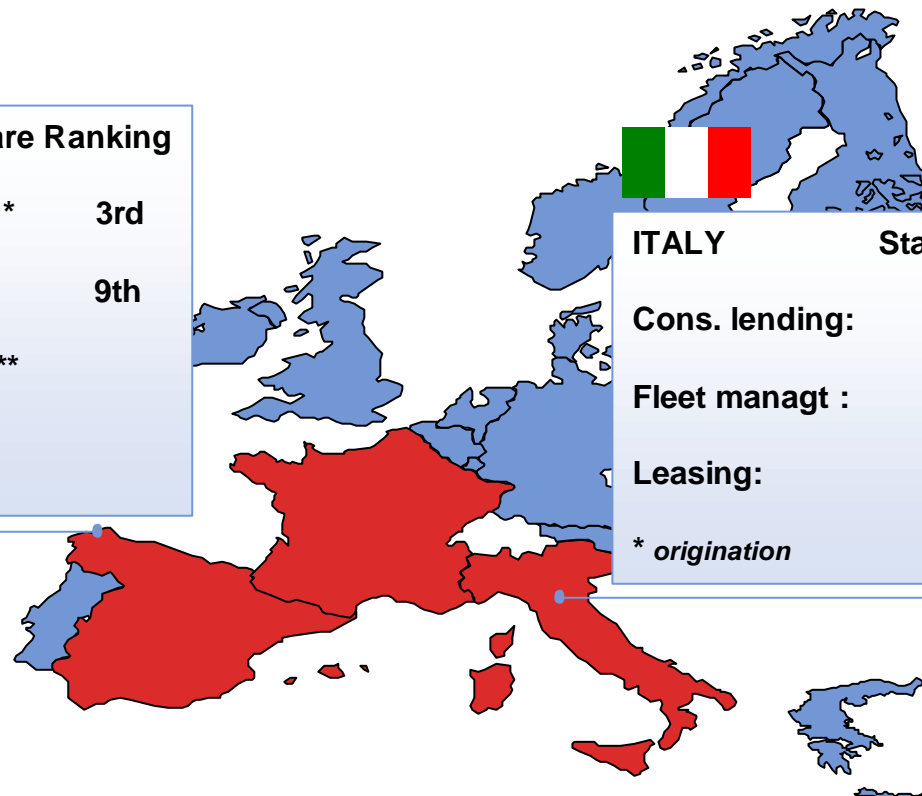 are Ranking
* 3rd
9th
**
ITALY Sta
Cons. lending:
Fleet managt :
Leasing:
* origination